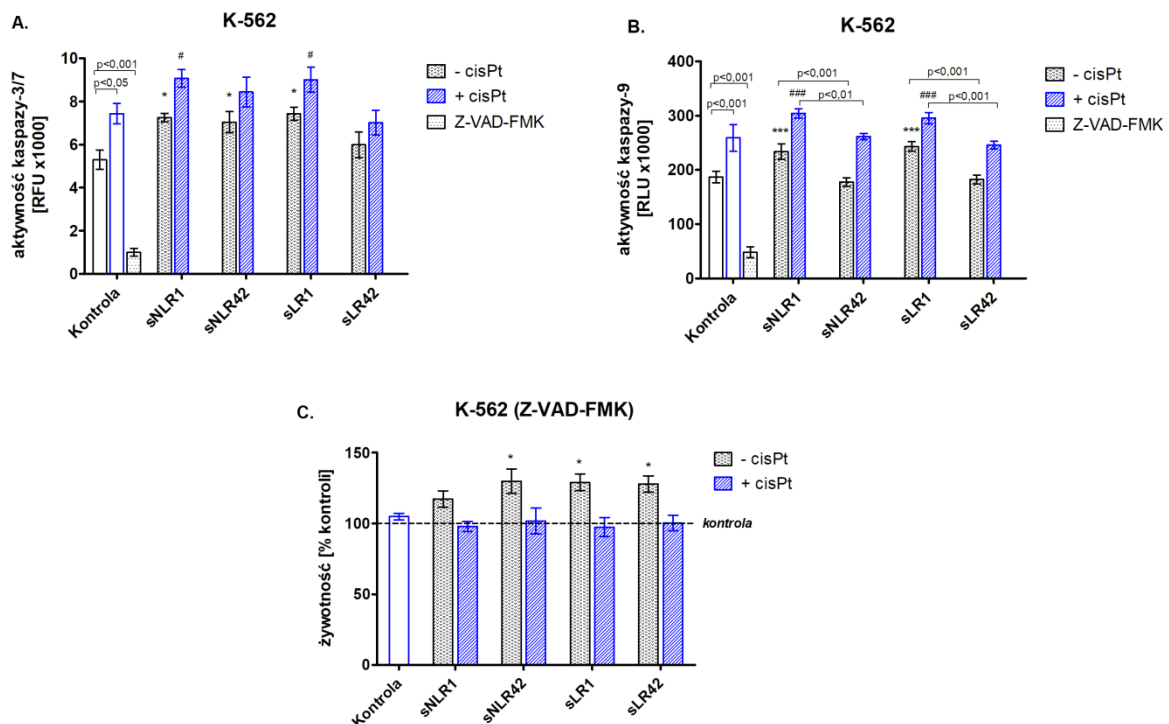 A.
K-562
aktywność kaspazy-3/7
[RFU x1000]
10
8
6
4
2
0
p<0,001
p<0,05
*
#
*
*
#
- cisPt
+ cisPt
Z-VAD-FMK
Kontrola
sNLR1
sNLR42
sLR1
sLR42
B.
K-562
aktywność kaspazy-9
[RLU x1000]
400
300
200
100
0
p<0,001
p<0,001
p<0,001
###
p<0,01
***
p<0,001
###
p<0,001
***
- cisPt
+ cisPt
Z-VAD-FMK
Kontrola
sNLR1
sNLR42
sLR1
sLR42
C.
K-562 (Z-VAD-FMK)
żywotność [% kontroli]
150
100
50
0
*
*
*
- cisPt
+ cisPt
kontrola
Kontrola
sNLR1
sNLR42
sLR1
sLR42